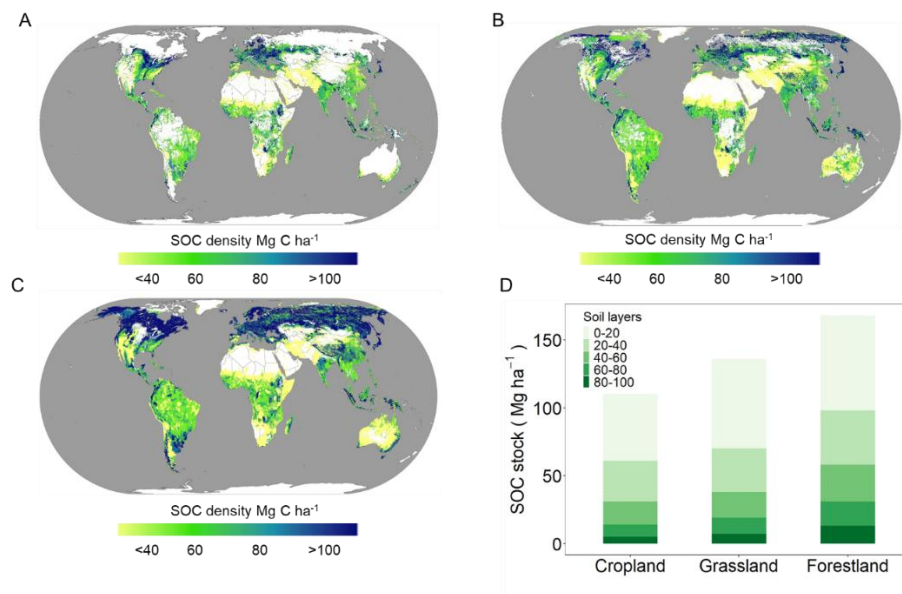 A
B
SOC density Mg C ha⁻¹
<40 60 80 >100
SOC density Mg C ha⁻¹
<40 60 80 >100
C
D
SOC density Mg C ha⁻¹
<40 60 80 >100
Soil layers
0-20
20-40
40-60
60-80
80-100
SOC stock ( Mg ha⁻¹ )
150
100
50
0
Cropland Grassland Forestland